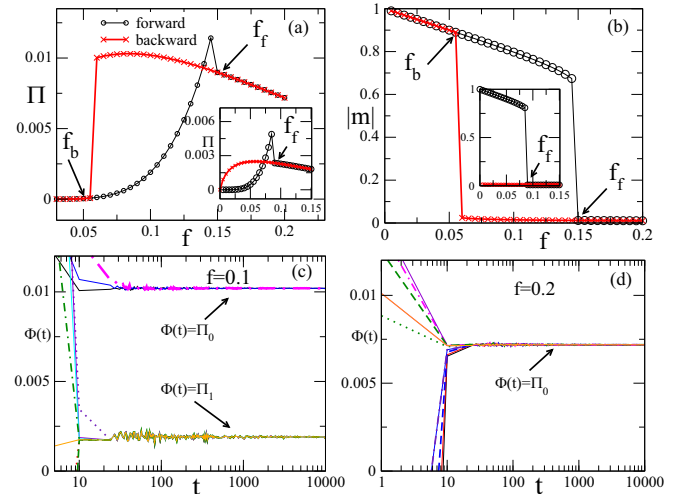 forward
backward
(a)
0.01
0.005
0
Π
f_f
f_b
0.05
0.1
0.15
0.2
f
Π
0.006
0.003
0
0
0.05
0.1
0.15
f_f
(b)
1
0.8
0.6
0.4
0.2
0
|m|
f_b
f_f
0
0.05
0.1
0.15
0.2
f
1
0.5
0
0
0.05
0.1
0.15
f_f
(c)
f=0.1
0.01
Φ(t)
0.005
0
Φ(t)=Π₀
Φ(t)=Π₁
10
100
1000
10000
t
(d)
f=0.2
0.01
Φ(t)
0.005
0
Φ(t)=Π₀
1
10
100
1000
10000
t